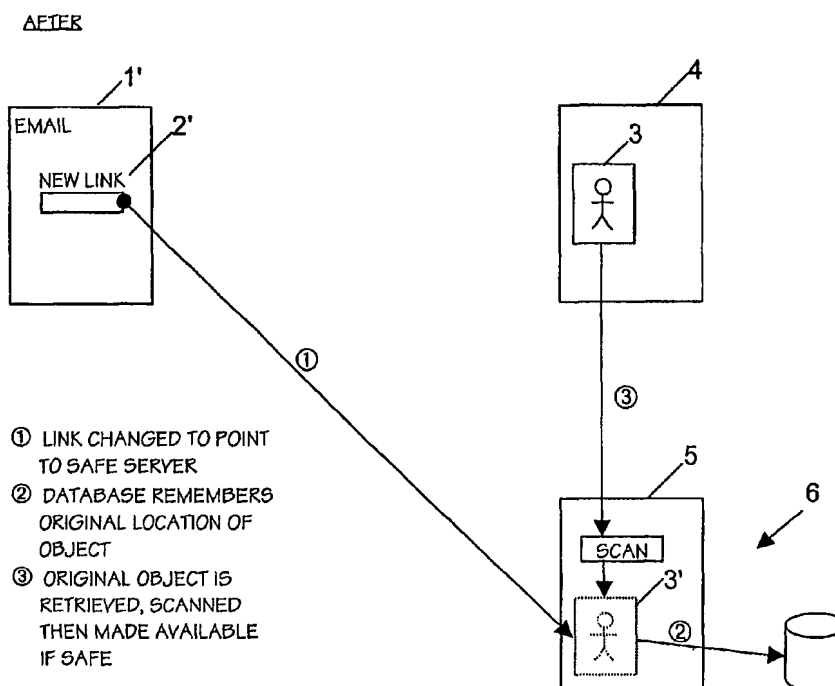 AFTER
1'
4
EMAIL
2'
3
NEW LINK
①
③
① LINK CHANGED TO POINT
TO SAFE SERVER
② DATABASE REMEMBERS
ORIGINAL LOCATION OF
OBJECT
③ ORIGINAL OBJECT IS
RETRIEVED, SCANNED
THEN MADE AVAILABLE
IF SAFE
5
6
SCAN
3'
②